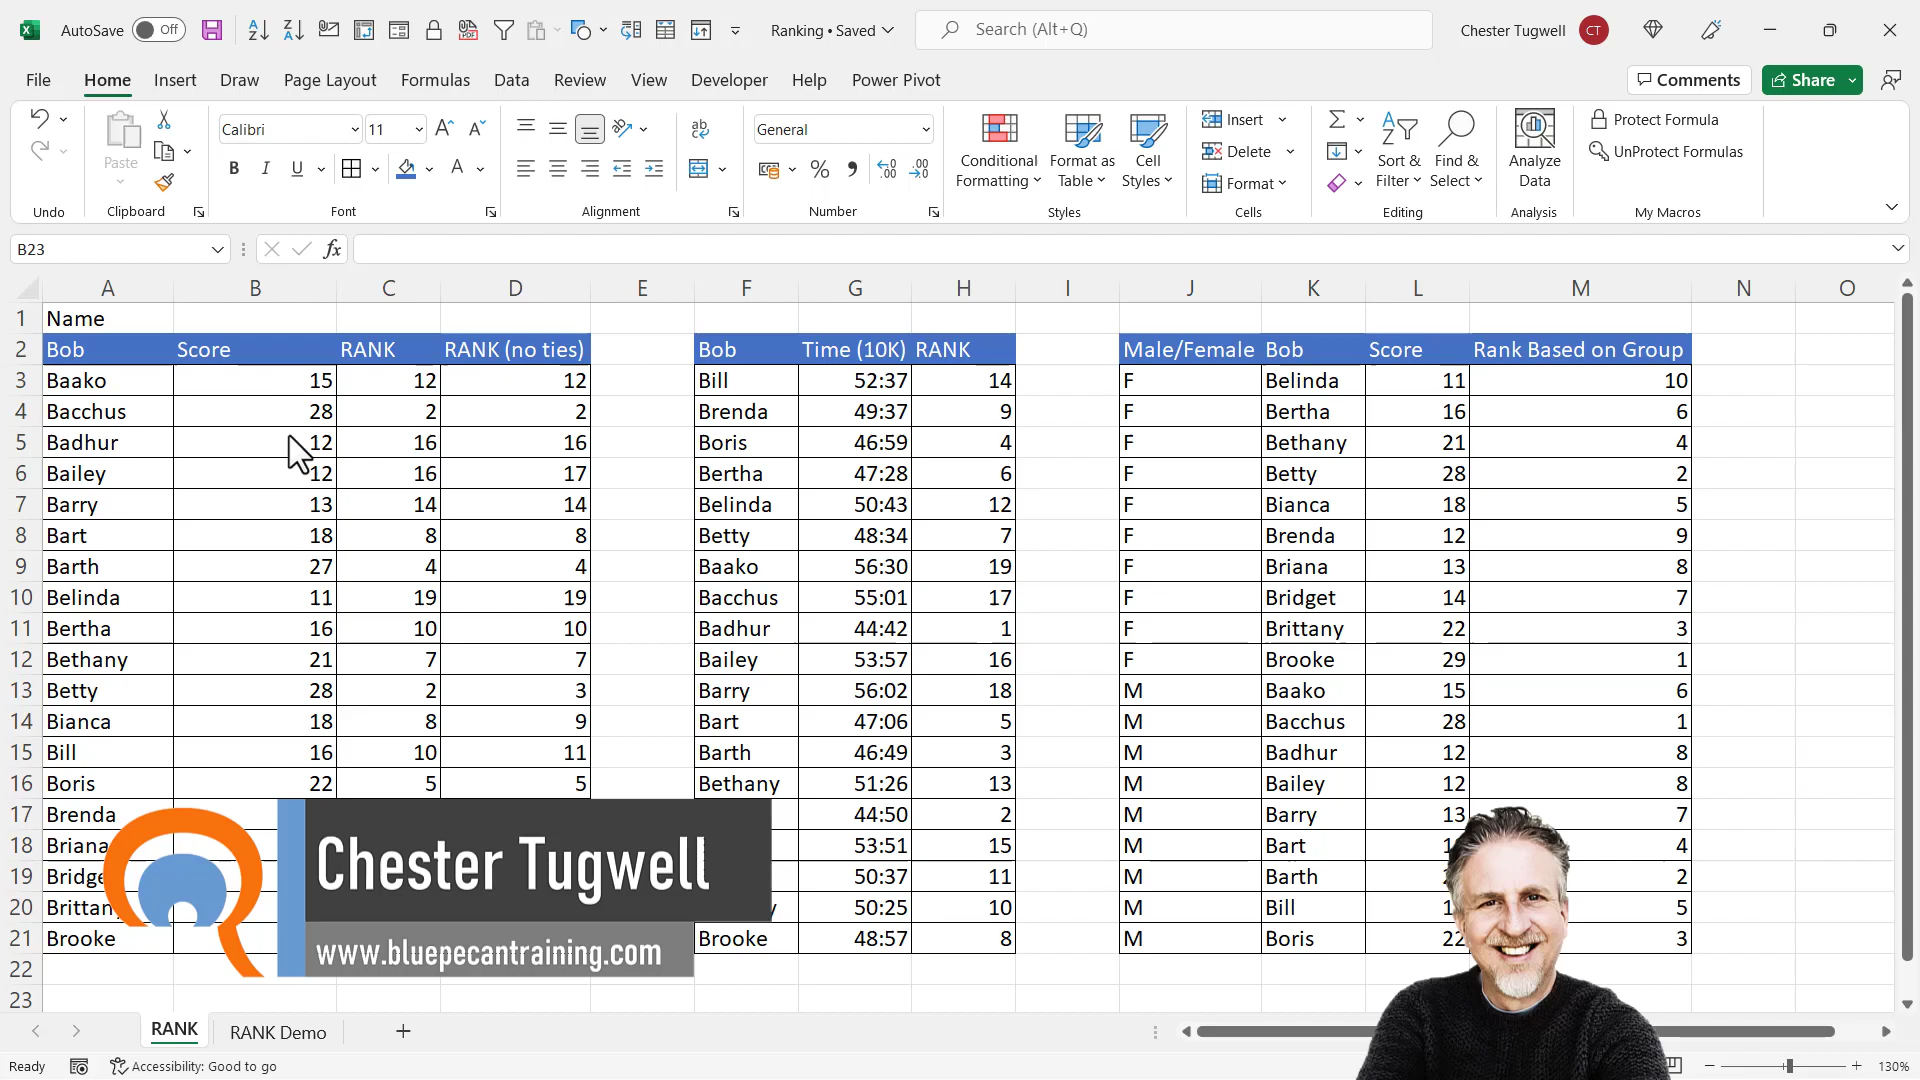 AutoSave Off Ranking • Saved Search (Alt+Q) Chester Tugwell CT
File Home Insert Draw Page Layout Formulas Data Review View Developer Help Power Pivot Comments Share
Calibri 11 General Insert Protect Formula
Paste Conditional Formatting Format as Table Cell Styles Delete Sort & Filter Find & Select Analyze Data UnProtect Formulas
B I U A % Format
Undo Clipboard Font Alignment Number Styles Cells Editing Analysis My Macros
B23 fx
A B C D E F G H I J K L M N O
1 Name
2 Bob Score RANK RANK (no ties) Bob Time (10K) RANK Male/Female Bob Score Rank Based on Group
3 Baako 15 12 12 Bill 52:37 14 F Belinda 11 10
4 Bacchus 28 2 2 Brenda 49:37 9 F Bertha 16 6
5 Badhur 12 16 16 Boris 46:59 4 F Bethany 21 4
6 Bailey 12 16 17 Bertha 47:28 6 F Betty 28 2
7 Barry 13 14 14 Belinda 50:43 12 F Bianca 18 5
8 Bart 18 8 8 Betty 48:34 7 F Brenda 12 9
9 Barth 27 4 4 Baako 56:30 19 F Briana 13 8
10 Belinda 11 19 19 Bacchus 55:01 17 F Bridget 14 7
11 Bertha 16 10 10 Badhur 44:42 1 F Brittany 22 3
12 Bethany 21 7 7 Bailey 53:57 16 F Brooke 29 1
13 Betty 28 2 3 Barry 56:02 18 M Baako 15 6
14 Bianca 18 8 9 Bart 47:06 5 M Bacchus 28 1
15 Bill 16 10 11 Barth 46:49 3 M Badhur 12 8
16 Boris 22 5 5 Bethany 51:26 13 M Bailey 12 8
17 Brenda 44:50 2 M Barry 13 7
18 Briana 53:51 15 M Bart 4
19 50:37 11 M Barth 2
20 50:25 10 M Bill 5
21 Brooke Brooke 48:57 8 M Boris 22 3
22
23
Chester Tugwell
www.bluepecantraining.com
RANK RANK Demo
Ready Accessibility: Good to go 130%